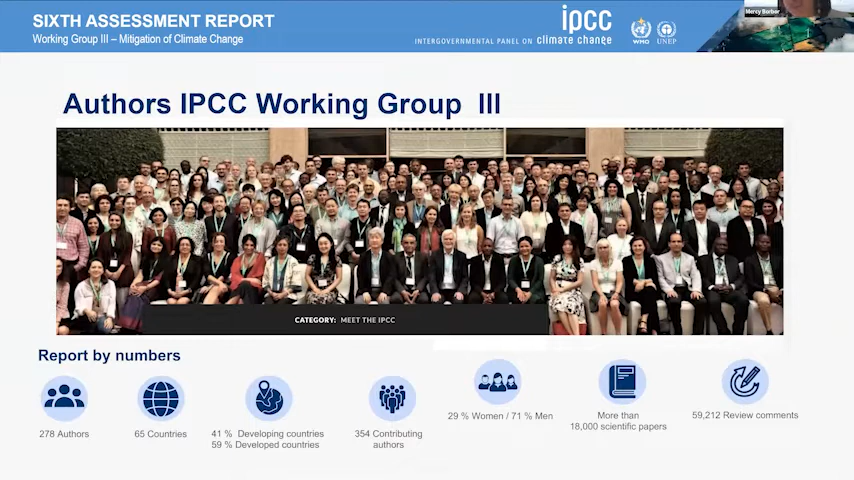 SIXTH ASSESSMENT REPORT
Working Group III – Mitigation of Climate Change
INTERGOVERNMENTAL PANEL ON climate change
ipcc
WMO
UNEP
Mercy Borbor
Authors IPCC Working Group III
CATEGORY: MEET THE IPCC
Report by numbers
278 Authors
65 Countries
41 % Developing countries
59 % Developed countries
354 Contributing
authors
29 % Women / 71 % Men
More than
18,000 scientific papers
59,212 Review comments